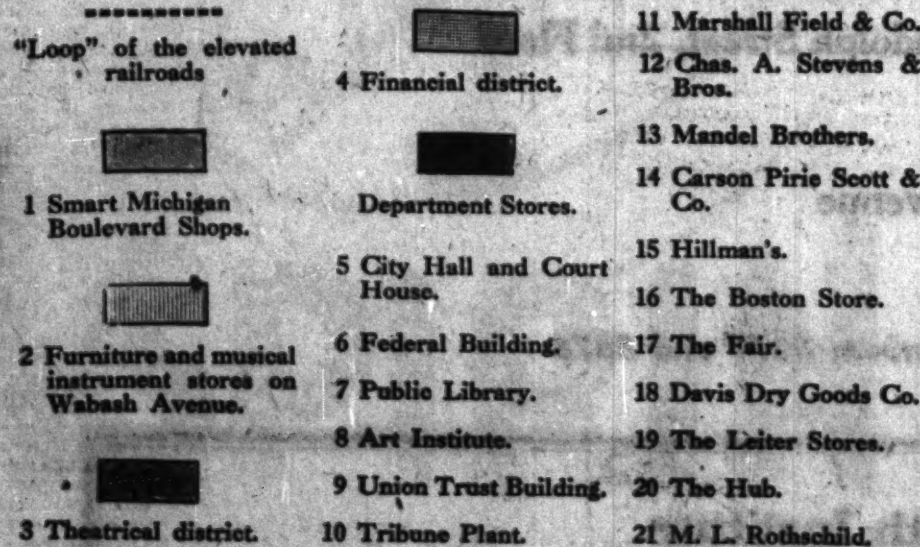 "Loop" of the elevated
railroads
1 Smart Michigan
Boulevard Shops.
2 Furniture and musical
instrument stores on
Wabash Avenue.
3 Theatrical district.
4 Financial district.
Department Stores.
5 City Hall and Court
House.
6 Federal Building.
7 Public Library.
8 Art Institute.
9 Union Trust Building.
10 Tribune Plant.
11 Marshall Field & Co.
12 Chas. A. Stevens &
Bros.
13 Mandel Brothers.
14 Carson Pirie Scott &
Co.
15 Hillman's.
16 The Boston Store.
17 The Fair.
18 Davis Dry Goods Co.
19 The Leiter Stores.
20 The Hub.
21 M. L. Rothschild.